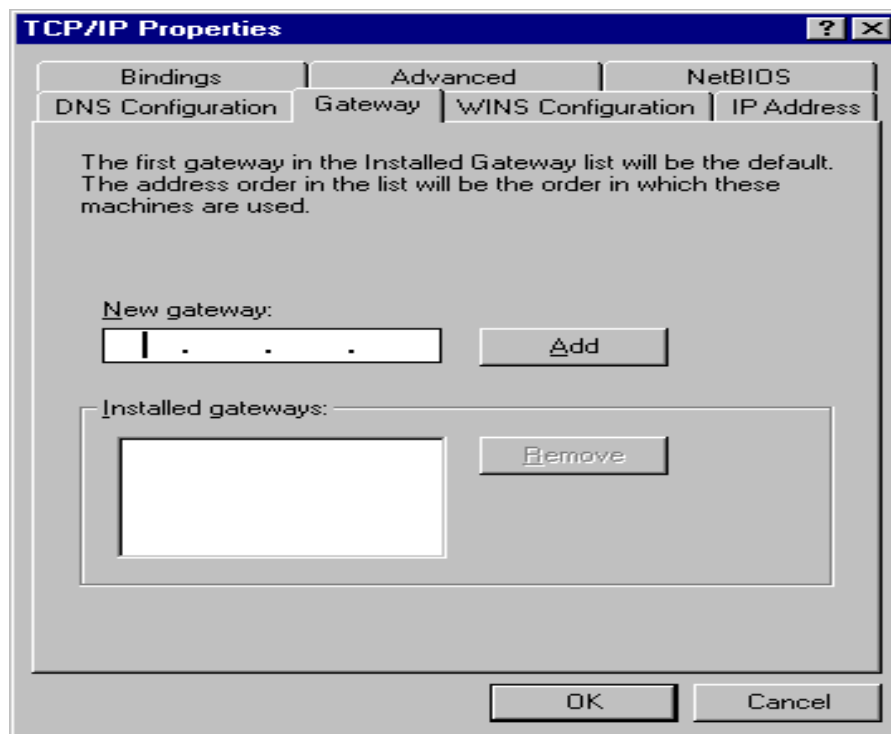 TCP/IP Properties ? ×
Bindings Advanced NetBIOS
DNS Configuration Gateway WINS Configuration IP Address
The first gateway in the Installed Gateway list will be the default.
The address order in the list will be the order in which these
machines are used.
New gateway:
. . .
Add
Installed gateways:
Remove
OK Cancel